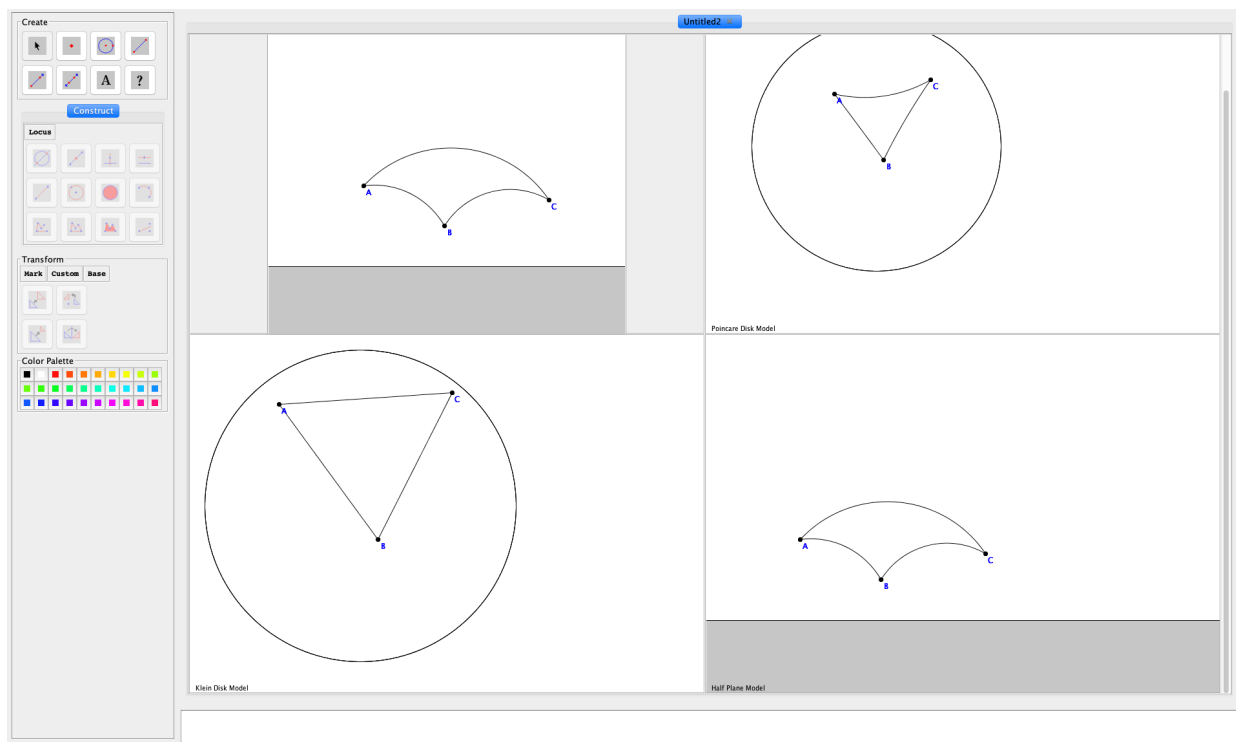 Create
Untitled2
A
?
Construct
Locus
Transform
Mark Custom Base
Color Palette
A
B
C
A
C
B
Poincare Disk Model
A
C
B
Klein Disk Model
A
B
C
Half Plane Model